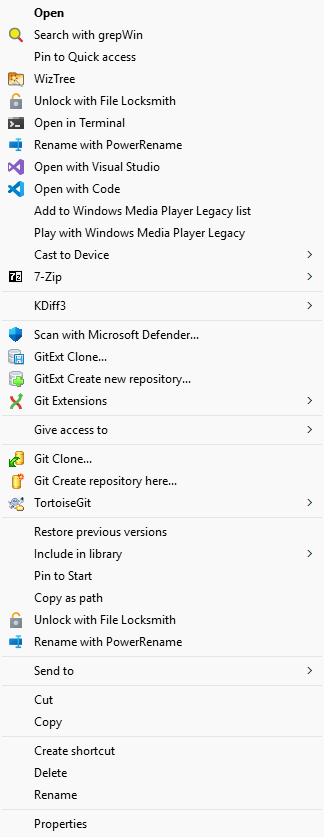 Open
Search with grepWin
Pin to Quick access
WizTree
Unlock with File Locksmith
Open in Terminal
Rename with PowerRename
Open with Visual Studio
Open with Code
Add to Windows Media Player Legacy list
Play with Windows Media Player Legacy
Cast to Device
7-Zip
KDiff3
Scan with Microsoft Defender...
GitExt Clone...
GitExt Create new repository...
Git Extensions
Give access to
Git Clone...
Git Create repository here...
TortoiseGit
Restore previous versions
Include in library
Pin to Start
Copy as path
Unlock with File Locksmith
Rename with PowerRename
Send to
Cut
Copy
Create shortcut
Delete
Rename
Properties